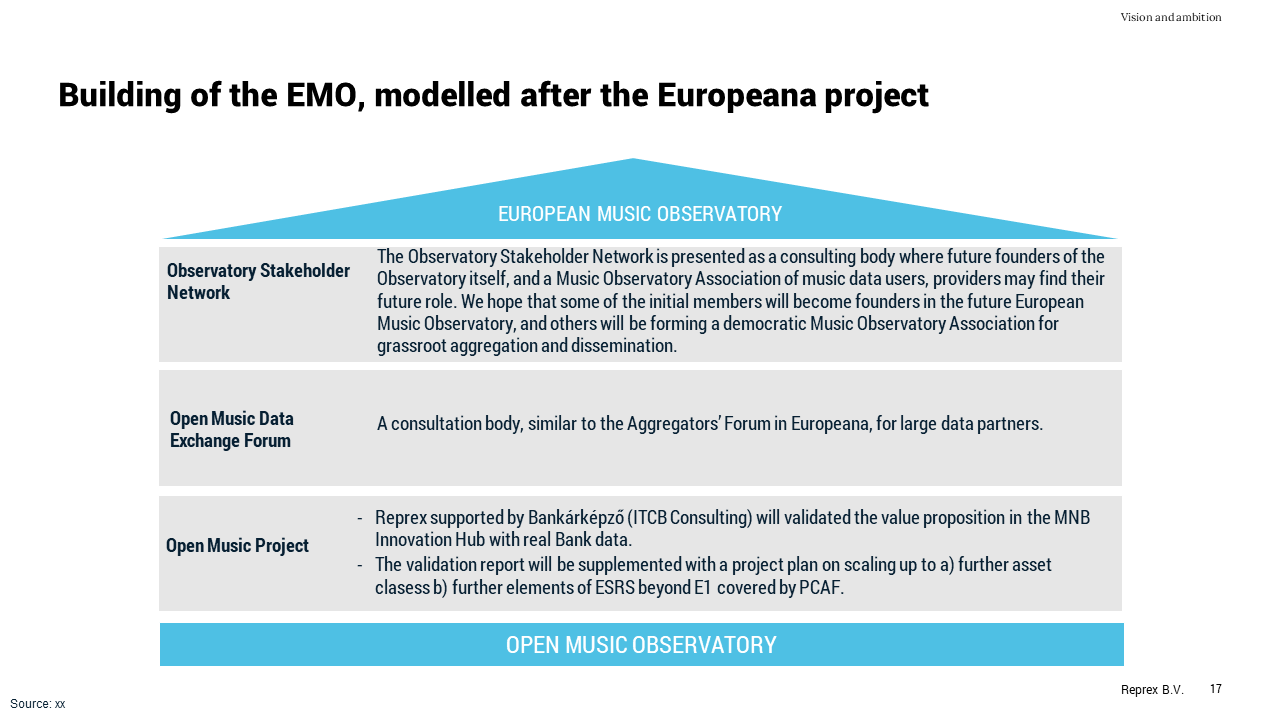 Vision and ambition
Building of the EMO, modelled after the Europeana project
EUROPEAN MUSIC OBSERVATORY
Observatory Stakeholder
Network
The Observatory Stakeholder Network is presented as a consulting body where future founders of the
Observatory itself, and a Music Observatory Association of music data users, providers may find their
future role. We hope that some of the initial members will become founders in the future European
Music Observatory, and others will be forming a democratic Music Observatory Association for
grassroot aggregation and dissemination.
Open Music Data
Exchange Forum
A consultation body, similar to the Aggregators’ Forum in Europeana, for large data partners.
Open Music Project
- Reprex supported by Bankárképző (ITCB Consulting) will validated the value proposition in the MNB
Innovation Hub with real Bank data.
- The validation report will be supplemented with a project plan on scaling up to a) further asset
clasess b) further elements of ESRS beyond E1 covered by PCAF.
OPEN MUSIC OBSERVATORY
Reprex B.V. 17
Source: xx